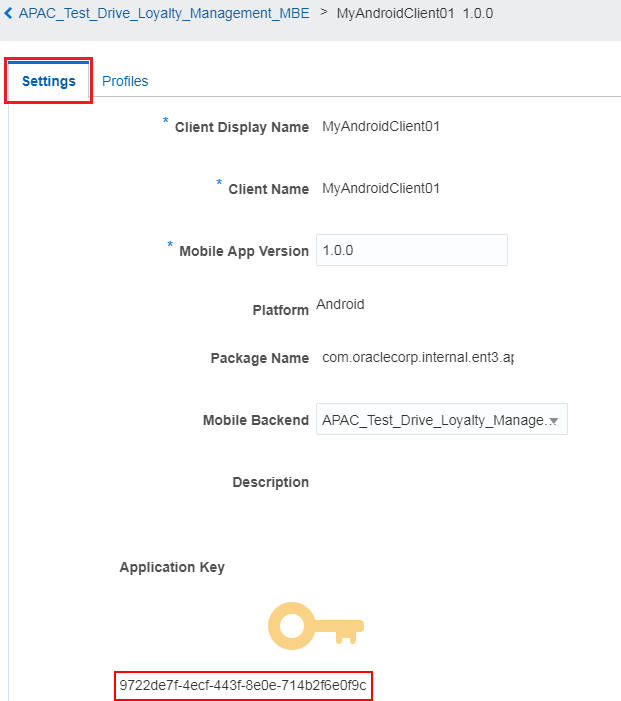 APAC_Test_Drive_Loyalty_Management_MBE > MyAndroidClient01 1.0.0
Settings Profiles
* Client Display Name MyAndroidClient01
* Client Name MyAndroidClient01
* Mobile App Version 1.0.0
Platform Android
Package Name com.oraclecorp.internal.ent3.ap
Mobile Backend APAC_Test_Drive_Loyalty_Manage...
Description
Application Key
9722de7f-4ecf-443f-8e0e-714b2f6e0f9c